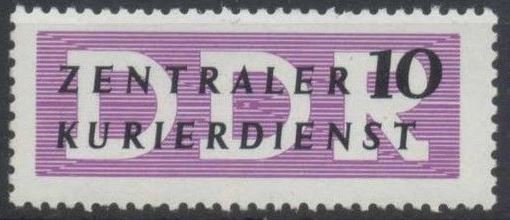 DDR
ZENTRALER 10
KURIERDIENST